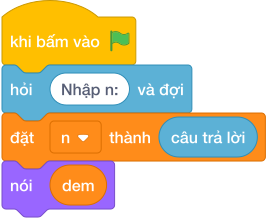 khi bấm vào
hỏi Nhập n: và đợi
đặt n thành câu trả lời
nói dem